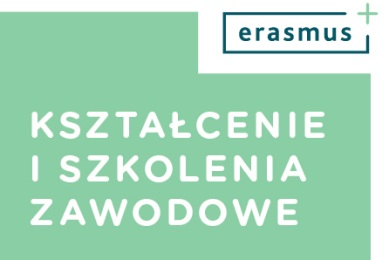 erasmus+
KSZTAŁCENIE
I SZKOLENIA
ZAWODOWE